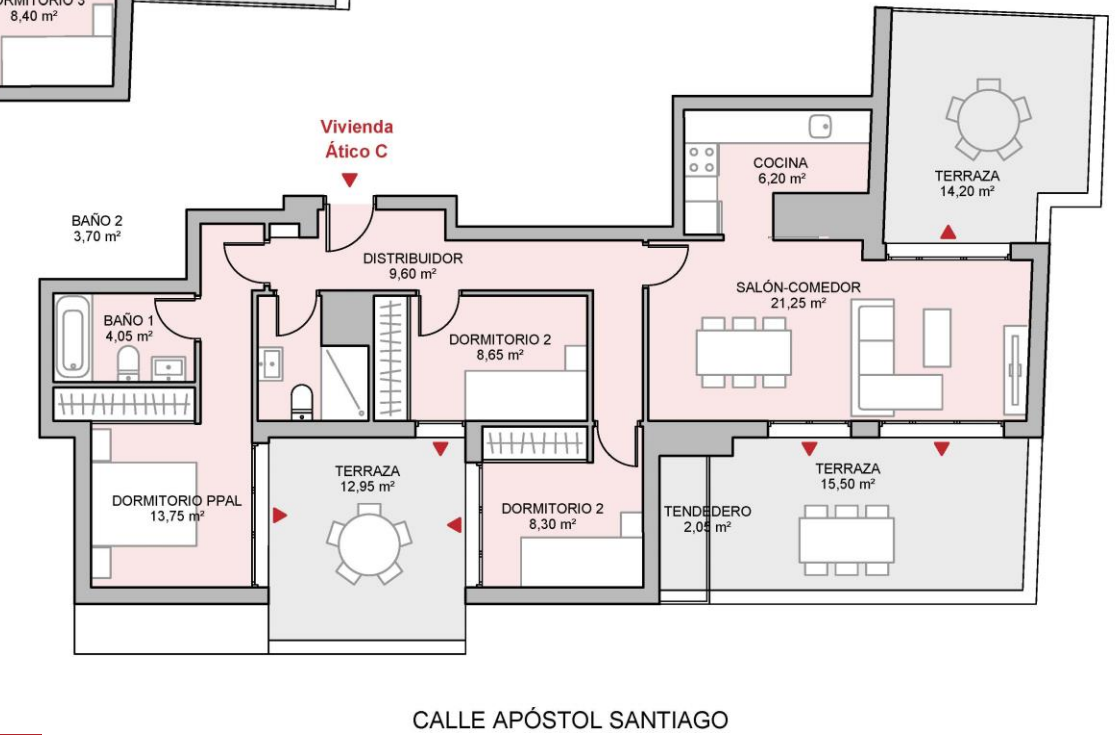 DORMITORIO 3
8,40 m²
Vivienda
Ático C
COCINA
6,20 m²
TERRAZA
14,20 m²
BAÑO 2
3,70 m²
DISTRIBUIDOR
9,60 m²
SALÓN-COMEDOR
21,25 m²
BAÑO 1
4,05 m²
DORMITORIO 2
8,65 m²
TERRAZA
12,95 m²
TERRAZA
15,50 m²
DORMITORIO PPAL
13,75 m²
DORMITORIO 2
8,30 m²
TENDEDERO
2,05 m²
CALLE APÓSTOL SANTIAGO